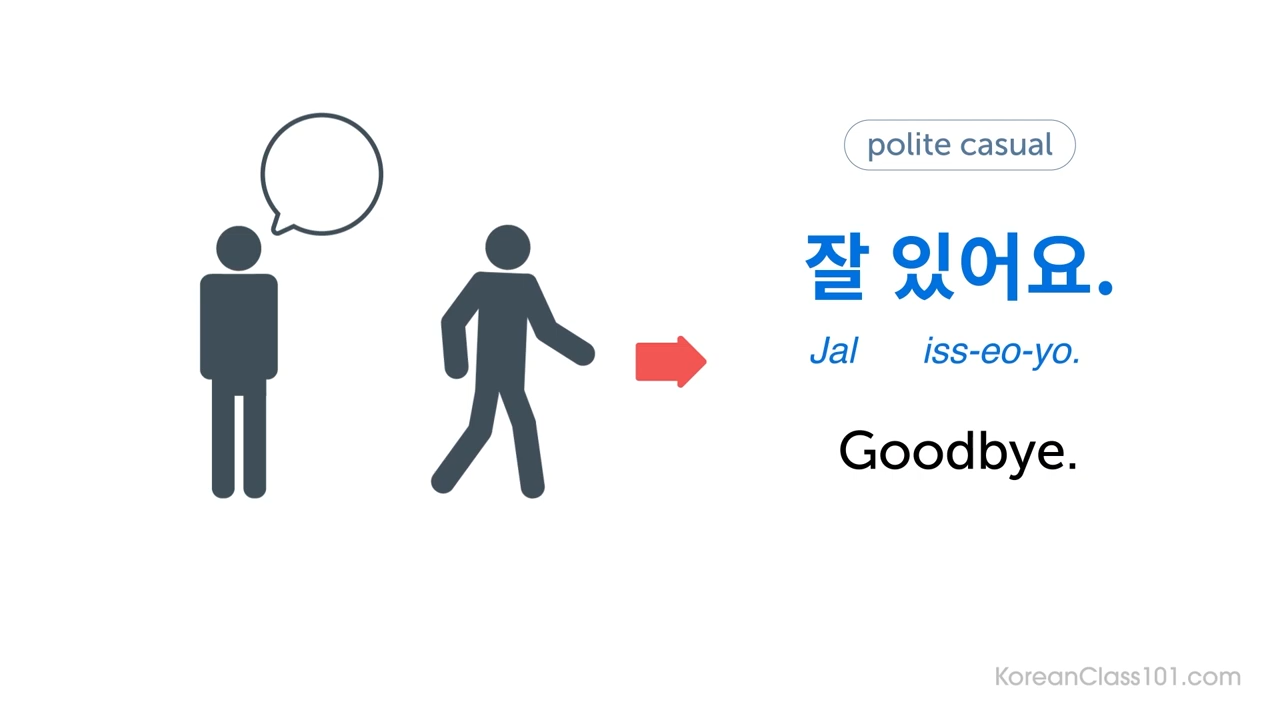 polite casual
잘 있어요.
Jal iss-eo-yo.
Goodbye.
KoreanClass101.com